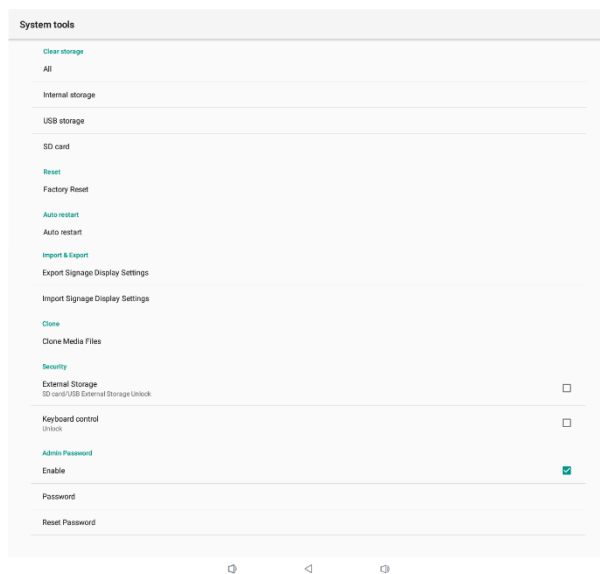 System tools
Clear storage
All
Internal storage
USB storage
SD card
Reset
Factory Reset
Auto restart
Auto restart
Import & Export
Export Signage Display Settings
Import Signage Display Settings
Clone
Clone Media Files
Security
External Storage
SD card/USB External Storage Unlock
Keyboard control
Unlock
Admin Password
Enable
Password
Reset Password